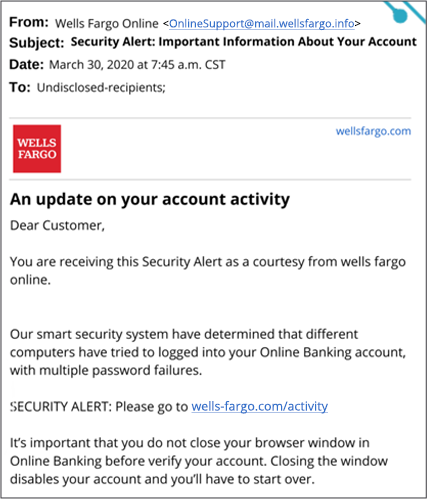 From: Wells Fargo Online <OnlineSupport@mail.wellsfargo.info>
Subject: Security Alert: Important Information About Your Account
Date: March 30, 2020 at 7:45 a.m. CST
To: Undisclosed-recipients;
wellsfargo.com
WELLS
FARGO
An update on your account activity
Dear Customer,
You are receiving this Security Alert as a courtesy from wells fargo
online.
Our smart security system have determined that different
computers have tried to logged into your Online Banking account,
with multiple password failures.
SECURITY ALERT: Please go to wells-fargo.com/activity
It's important that you do not close your browser window in
Online Banking before verify your account. Closing the window
disables your account and you'll have to start over.